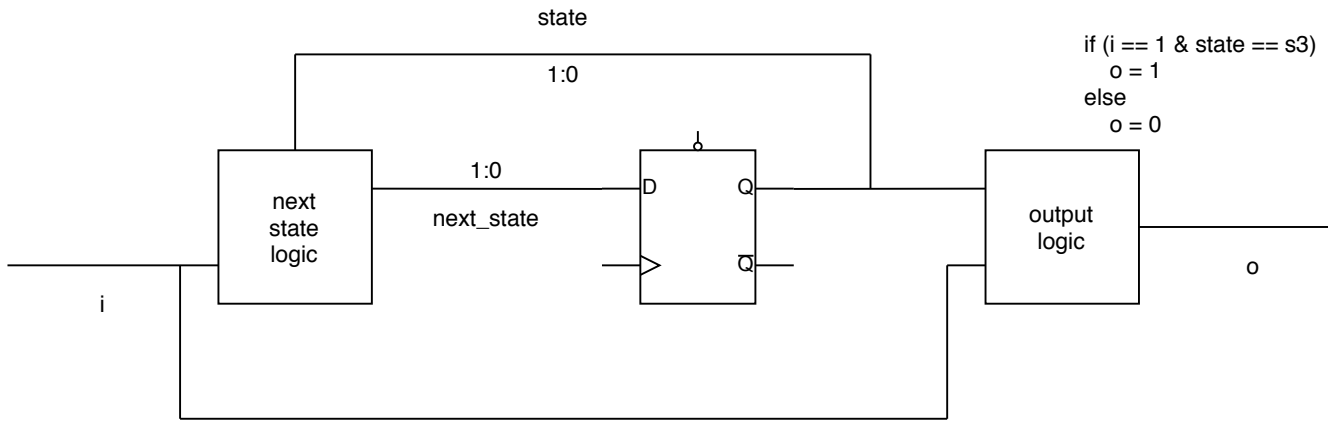 state
1:0
if (i == 1 & state == s3)
o = 1
else
o = 0
next
state
logic
1:0
next_state
D
Q
Q̅
output
logic
i
o